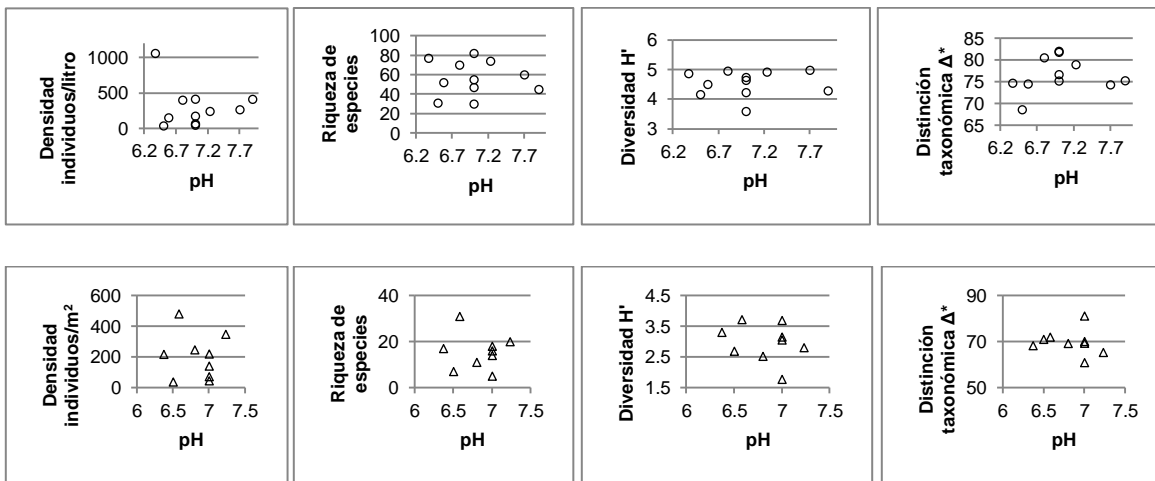 Densidad
individuos/litro
1000
500
0
6.2 6.7 7.2 7.7
pH
Riqueza de
especies
100
80
60
40
20
0
6.2 6.7 7.2 7.7
pH
Diversidad H'
6
5
4
3
6.2 6.7 7.2 7.7
pH
Distinción
taxonómica Δ*
85
80
75
70
65
6.2 6.7 7.2 7.7
pH
Densidad
individuos/m²
600
400
200
0
6 6.5 7 7.5
pH
Riqueza de
especies
40
20
0
6 6.5 7 7.5
pH
Diversidad H'
4.5
3.5
2.5
1.5
6 6.5 7 7.5
pH
Distinción
taxonómica Δ*
90
70
50
6 6.5 7 7.5
pH